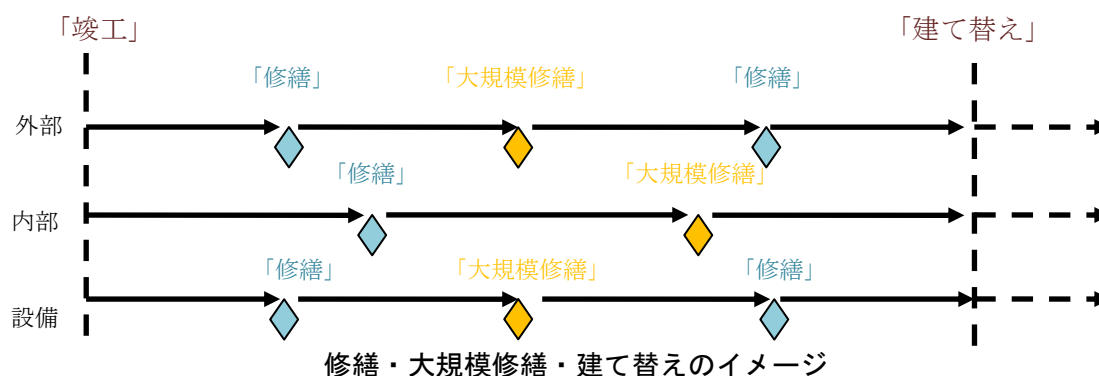 「竣工」
「建て替え」
「修繕」
「大規模修繕」
「修繕」
外部
「修繕」
「大規模修繕」
内部
「修繕」
「大規模修繕」
「修繕」
設備
修繕・大規模修繕・建て替えのイメージ